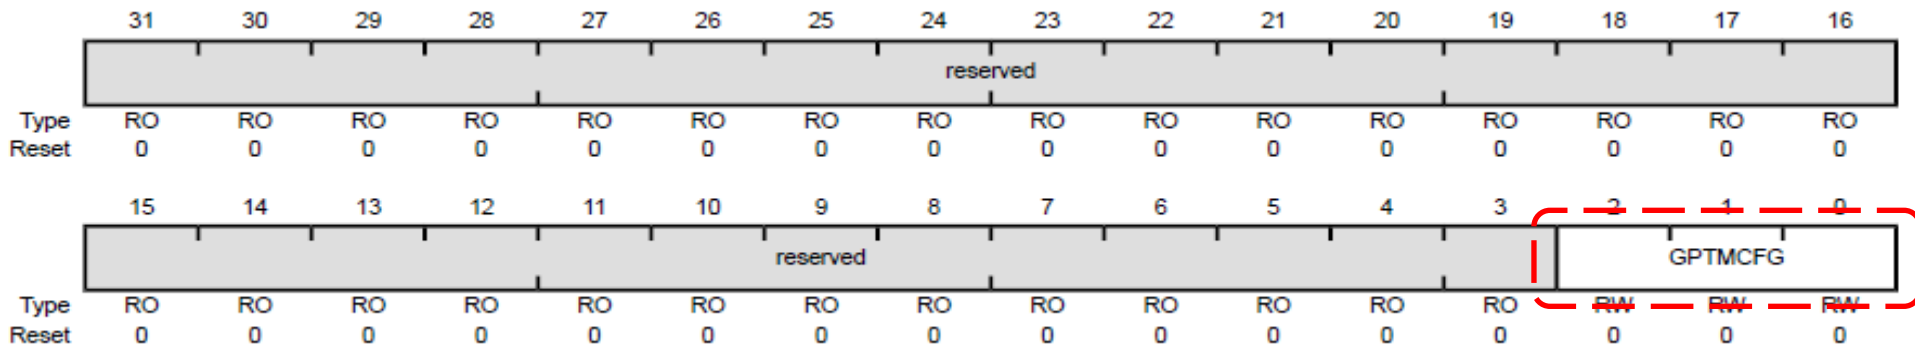 31 30 29 28 27 26 25 24 23 22 21 20 19 18 17 16
reserved
Type RO RO RO RO RO RO RO RO RO RO RO RO RO RO RO RO
Reset 0 0 0 0 0 0 0 0 0 0 0 0 0 0 0 0
15 14 13 12 11 10 9 8 7 6 5 4 3 2 1 0
reserved GPTMCFG
Type RO RO RO RO RO RO RO RO RO RO RO RO RO RW RW RW
Reset 0 0 0 0 0 0 0 0 0 0 0 0 0 0 0 0